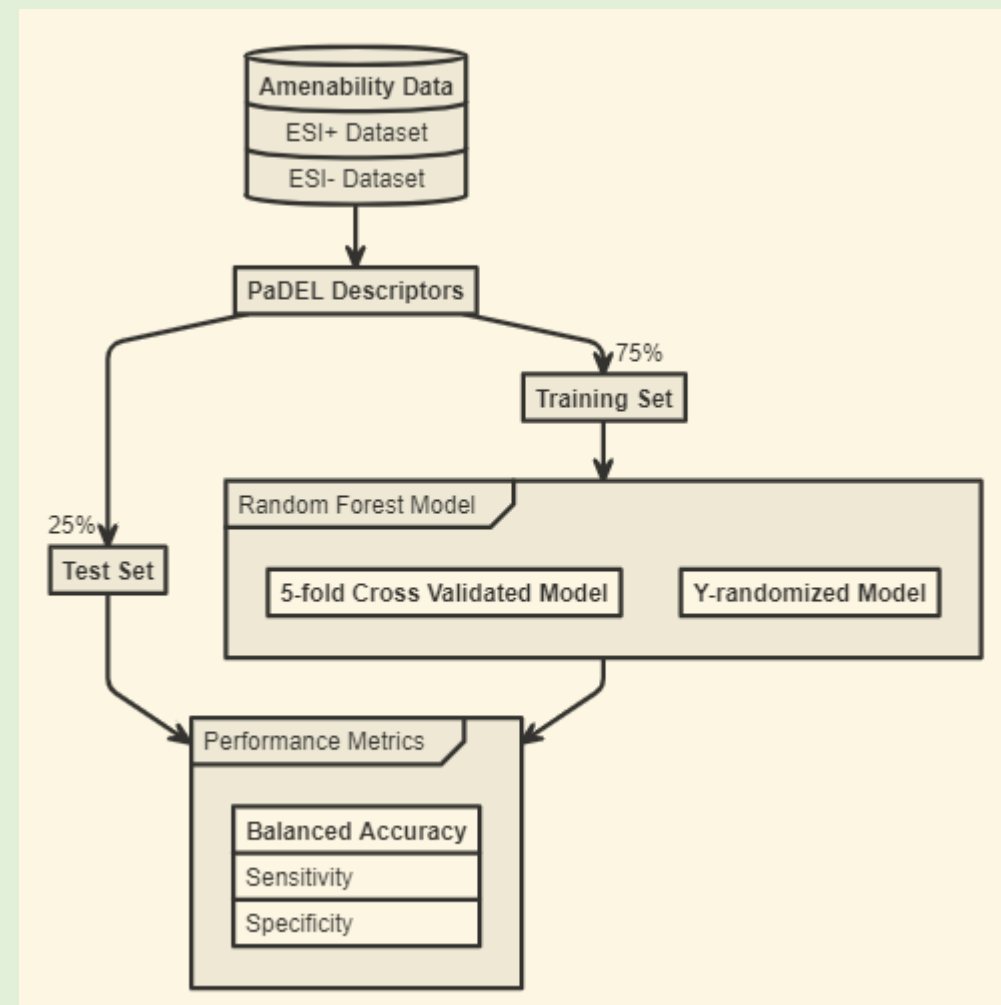 Amenability Data
ESI+ Dataset
ESI- Dataset
PaDEL Descriptors
75%
Training Set
Random Forest Model
25%
Test Set
5-fold Cross Validated Model
Y-randomized Model
Performance Metrics
Balanced Accuracy
Sensitivity
Specificity